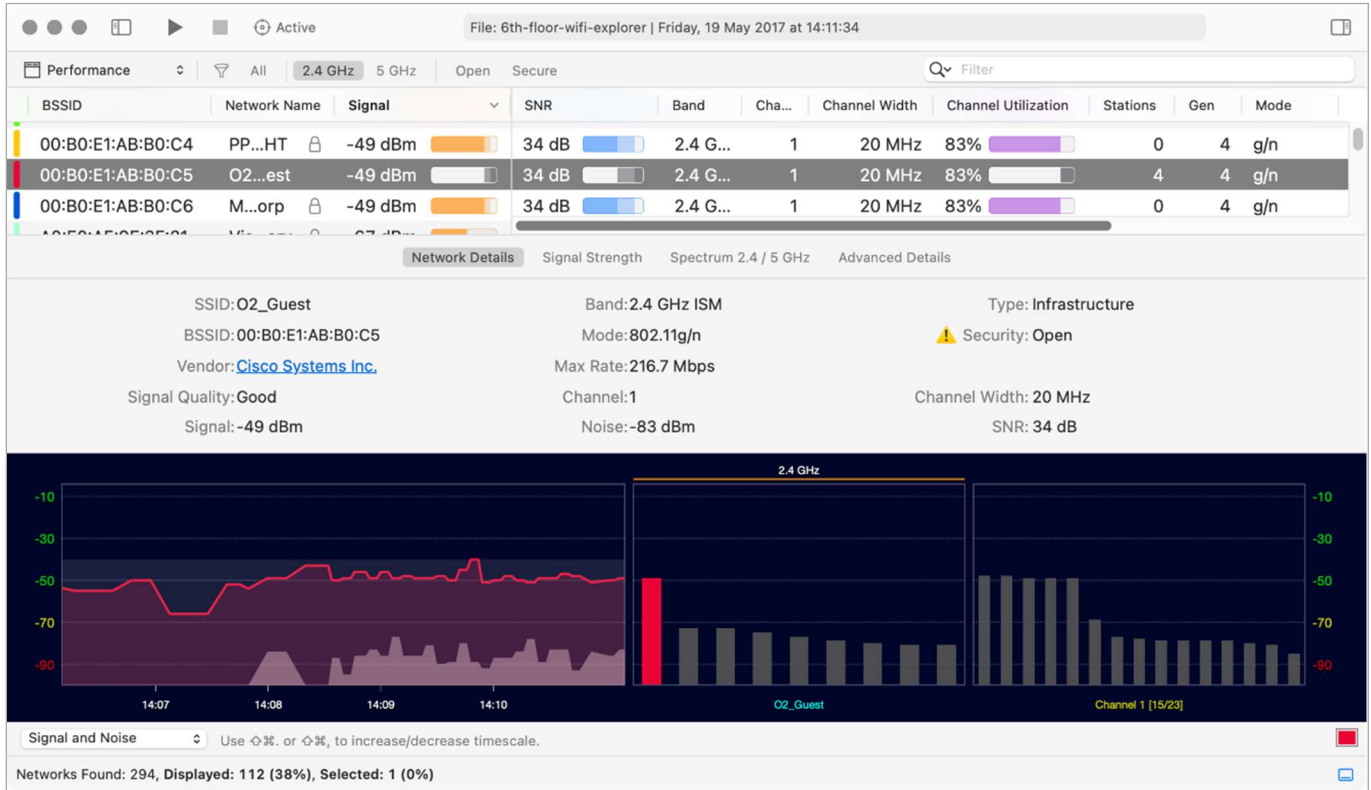 Active File: 6th-floor-wifi-explorer | Friday, 19 May 2017 at 14:11:34
Performance All 2.4 GHz 5 GHz Open Secure Filter
BSSID Network Name Signal SNR Band Cha... Channel Width Channel Utilization Stations Gen Mode
00:B0:E1:AB:B0:C4 PP...HT -49 dBm 34 dB 2.4 G... 1 20 MHz 83% 0 4 g/n
00:B0:E1:AB:B0:C5 O2...est -49 dBm 34 dB 2.4 G... 1 20 MHz 83% 4 4 g/n
00:B0:E1:AB:B0:C6 M...orp -49 dBm 34 dB 2.4 G... 1 20 MHz 83% 0 4 g/n
Network Details Signal Strength Spectrum 2.4 / 5 GHz Advanced Details
SSID: O2_Guest Band: 2.4 GHz ISM Type: Infrastructure
BSSID: 00:B0:E1:AB:B0:C5 Mode: 802.11g/n Security: Open
Vendor: Cisco Systems Inc. Max Rate: 216.7 Mbps
Signal Quality: Good Channel: 1 Channel Width: 20 MHz
Signal: -49 dBm Noise: -83 dBm SNR: 34 dB
2.4 GHz
-10 -10
-30 -30
-50 -50
-70 -70
-90 -90
14:07 14:08 14:09 14:10 O2_Guest Channel 1 [15/23]
Signal and Noise Use ⇧⌘. or ⇧⌘, to increase/decrease timescale.
Networks Found: 294, Displayed: 112 (38%), Selected: 1 (0%)